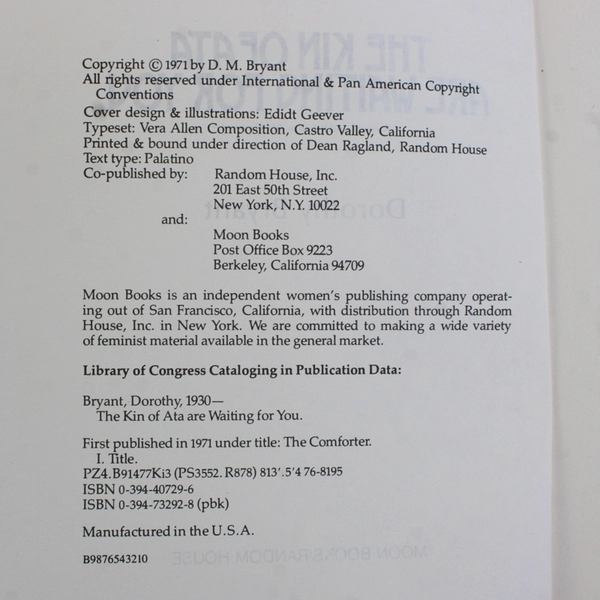 Copyright © 1971 by D. M. Bryant
All rights reserved under International & Pan American Copyright
Conventions
Cover design & illustrations: Edidt Geever
Typeset: Vera Allen Composition, Castro Valley, California
Printed & bound under direction of Dean Ragland, Random House
Text type: Palatino
Co-published by: Random House, Inc.
201 East 50th Street
New York, N.Y. 10022
and:
Moon Books
Post Office Box 9223
Berkeley, California 94709
Moon Books is an independent women's publishing company operat-
ing out of San Francisco, California, with distribution through Random
House, Inc. in New York. We are committed to making a wide variety
of feminist material available in the general market.
Library of Congress Cataloging in Publication Data:
Bryant, Dorothy, 1930—
The Kin of Ata are Waiting for You.
First published in 1971 under title: The Comforter.
I. Title.
PZ4.B91477Ki3 (PS3552. R878) 813'.5'4 76-8195
ISBN 0-394-40729-6
ISBN 0-394-73292-8 (pbk)
Manufactured in the U.S.A.
B9876543210